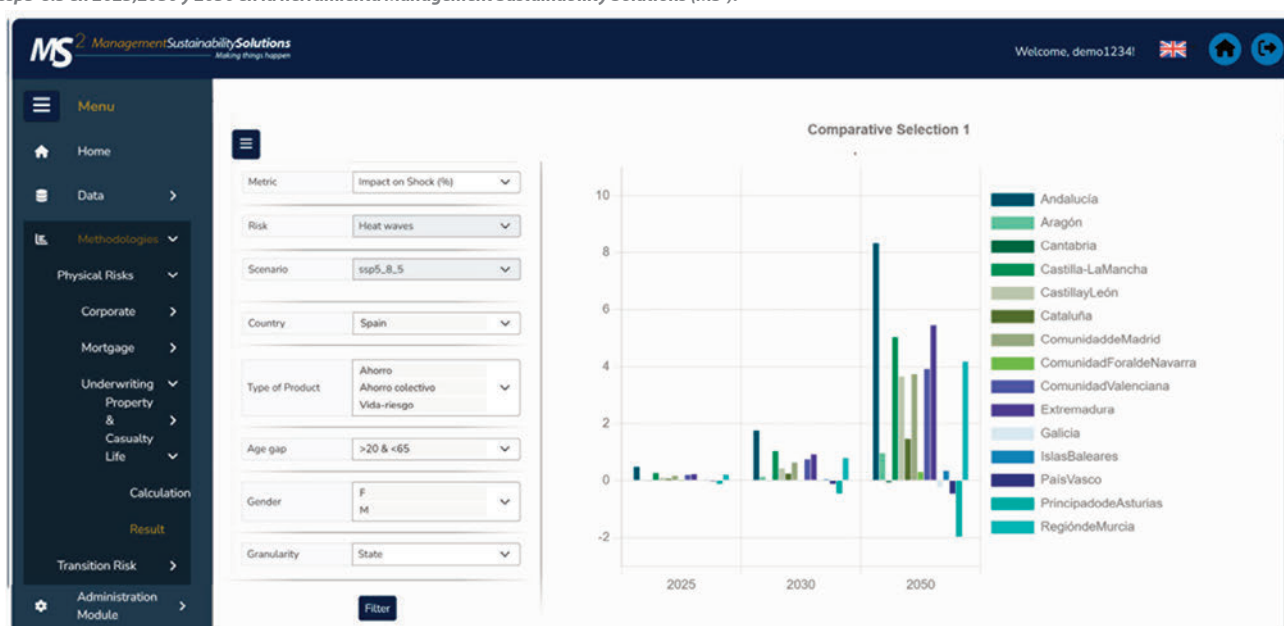 MS2 ManagementSustainabilitySolutions
Making things happen
Welcome, demo1234!
Menu
Home
Data
Methodologies
Physical Risks
Corporate
Mortgage
Underwriting
Property
&
Casualty
Life
Calculation
Result
Transition Risk
Administration
Module
Metric
Impact on Shock (%)
Risk
Heat waves
Scenario
ssp5_8_5
Country
Spain
Type of Product
Ahorro
Ahorro colectivo
Vida-riesgo
Age gap
>20 & <65
Gender
F
M
Granularity
State
Filter
Comparative Selection 1
10
8
6
4
2
0
-2
2025
2030
2050
Andalucía
Aragón
Cantabria
Castilla-LaMancha
CastillayLeón
Cataluña
ComunidaddeMadrid
ComunidadForaldeNavarra
ComunidadValenciana
Extremadura
Galicia
IslasBaleares
PaísVasco
PrincipadodeAsturias
RegióndeMurcia